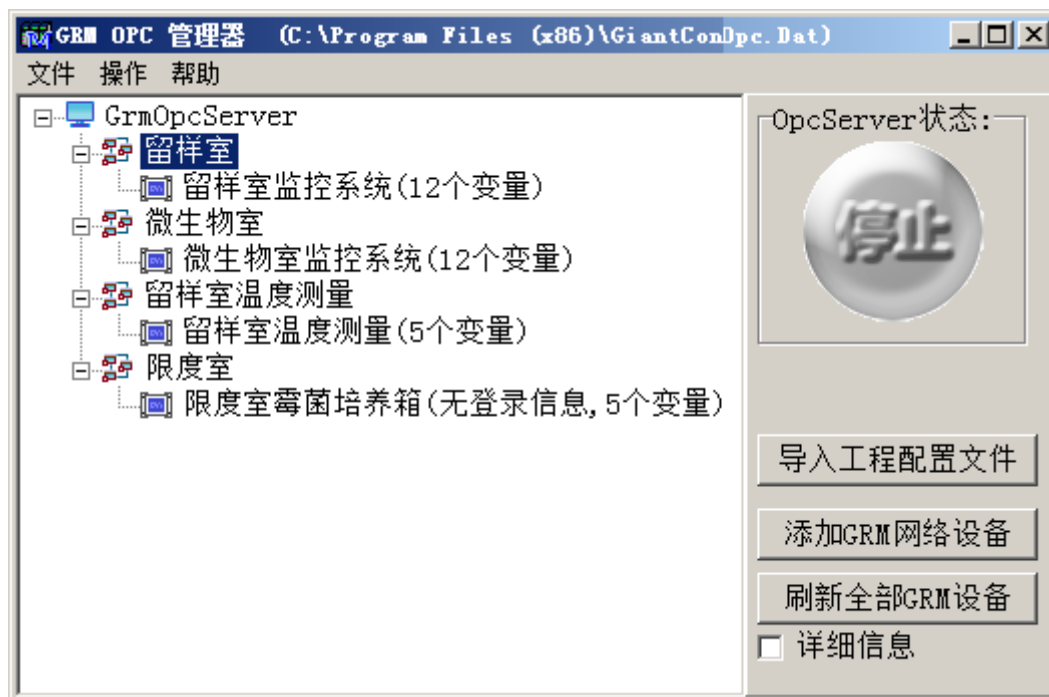 GRM OPC 管理器 (C:\Program Files (x86)\GiantConOpc.Dat)
文件 操作 帮助
GrmOpcServer
留样室
留样室监控系统(12个变量)
微生物室
微生物室监控系统(12个变量)
留样室温度测量
留样室温度测量(5个变量)
限度室
限度室霉菌培养箱(无登录信息,5个变量)
OpcServer状态:
停止
导入工程配置文件
添加GRM网络设备
刷新全部GRM设备
详细信息